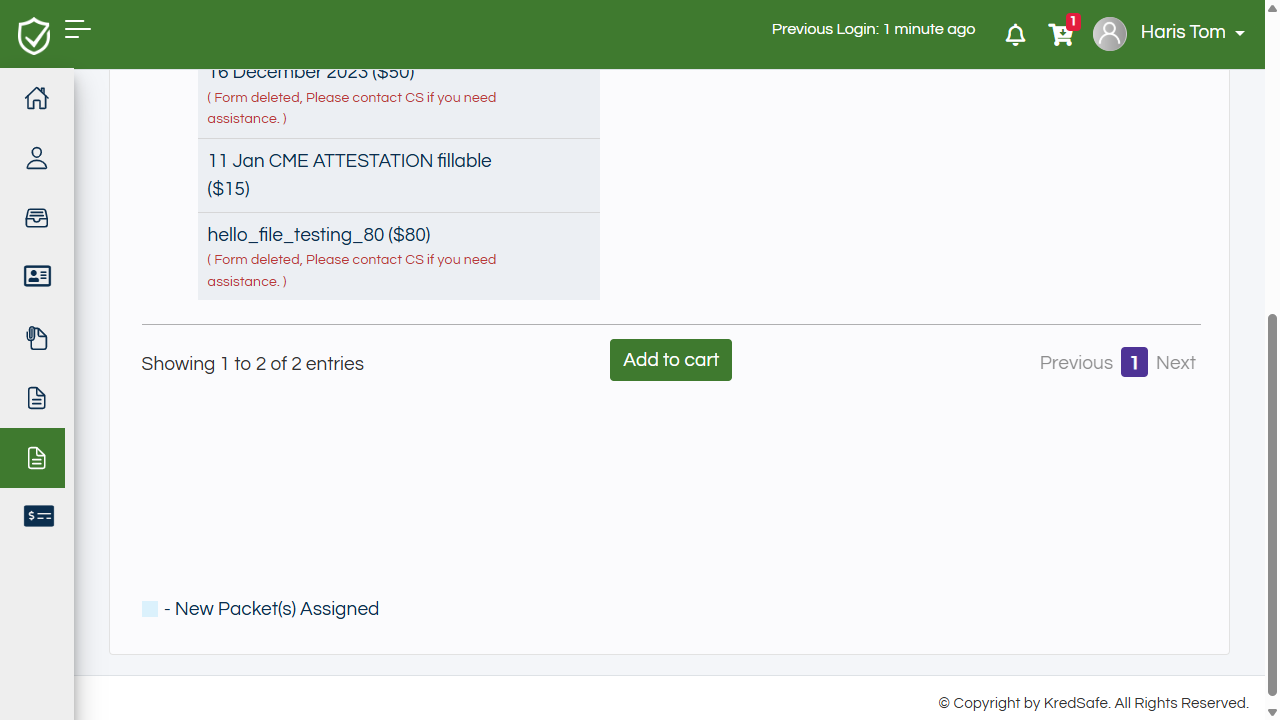 Previous Login: 1 minute ago
1
Haris Tom
16 December 2023 ($50)
( Form deleted, Please contact CS if you need
assistance. )
11 Jan CME ATTESTATION fillable
($15)
hello_file_testing_80 ($80)
( Form deleted, Please contact CS if you need
assistance. )
Showing 1 to 2 of 2 entries
Add to cart
Previous 1 Next
- New Packet(s) Assigned
© Copyright by KredSafe. All Rights Reserved.